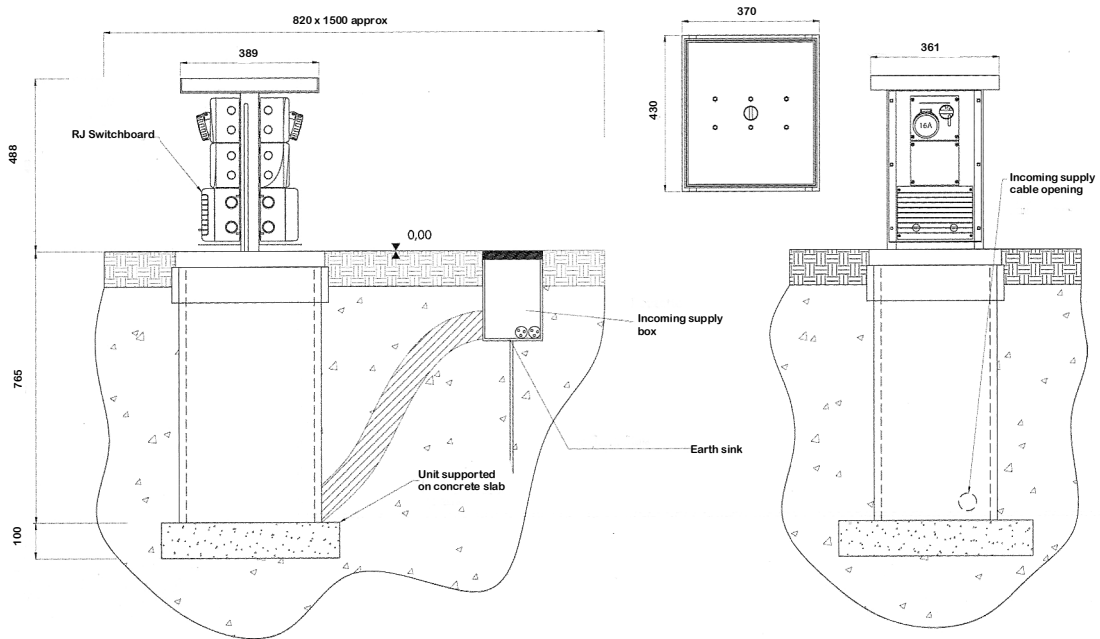 820 x 1500 approx
389
370
361
430
488
RJ Switchboard
16A
Incoming supply
cable opening
0,00
Incoming supply
box
765
Earth sink
Unit supported
on concrete slab
100